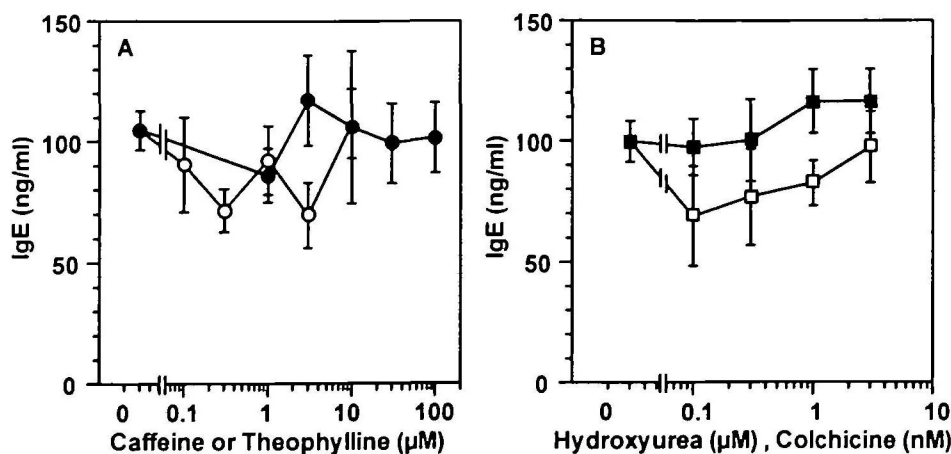 A
IgE (ng/ml)
150
100
50
0
0 0.1 1 10 100
Caffeine or Theophylline (µM)
B
IgE (ng/ml)
150
100
50
0
0 0.1 1 10
Hydroxyurea (µM) , Colchicine (nM)